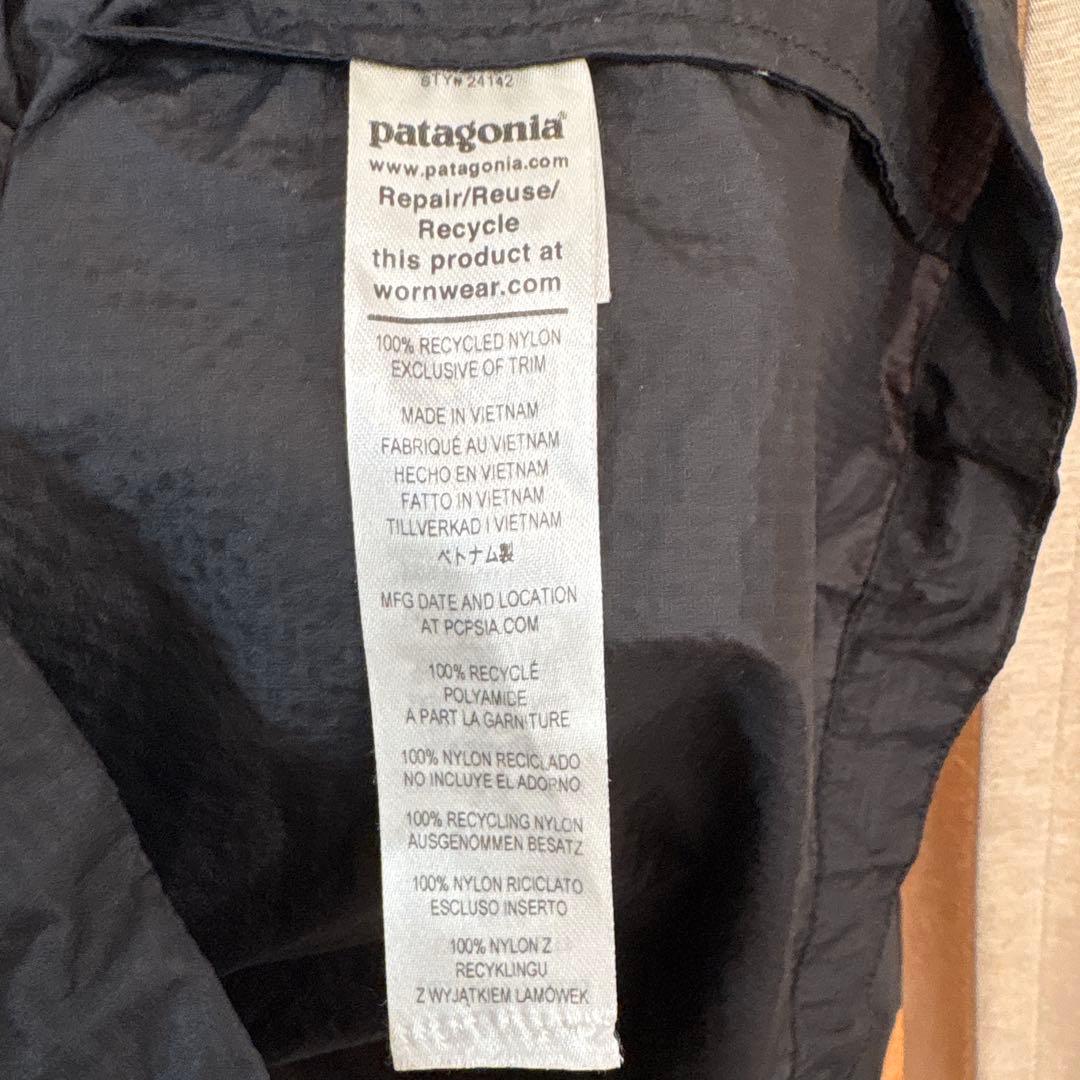 STY# 24142
patagonia®
www.patagonia.com
Repair/Reuse/
Recycle
this product at
wornwear.com
100% RECYCLED NYLON
EXCLUSIVE OF TRIM
MADE IN VIETNAM
FABRIQUÉ AU VIETNAM
HECHO EN VIETNAM
FATTO IN VIETNAM
TILLVERKAD I VIETNAM
ベトナム製
MFG DATE AND LOCATION
AT PCPSIA.COM
100% RECYCLÉ
POLYAMIDE
A PART LA GARNITURE
100% NYLON RECICLADO
NO INCLUYE EL ADORNO
100% RECYCLING NYLON
AUSGENOMMEN BESATZ
100% NYLON RICICLATO
ESCLUSO INSERTO
100% NYLON Z
RECYKLINGU
Z WYJĄTKIEM LAMÓWEK